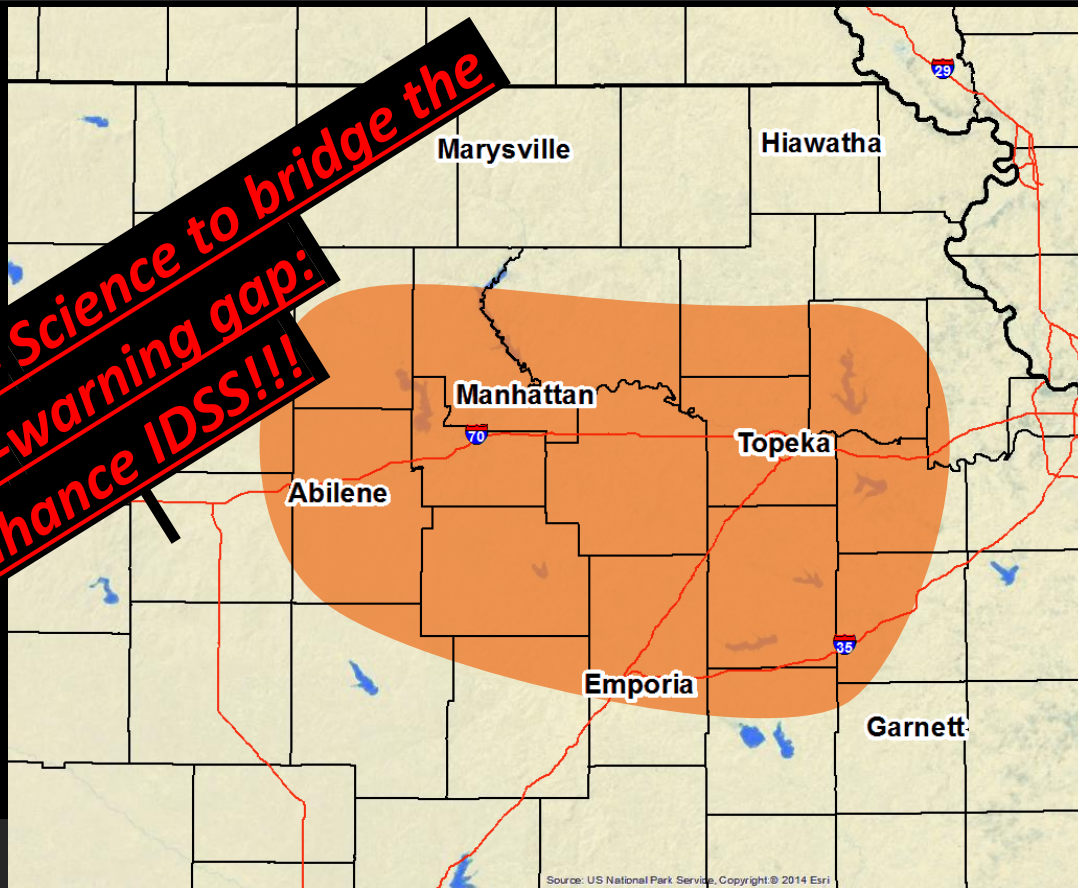 Science to bridge the
-warning gap:
hance IDSS!!!
29
Marysville
Hiawatha
Manhattan
70
Topeka
Abilene
35
Emporia
Garnett
Source: US National Park Service, Copyright:© 2014 Esri